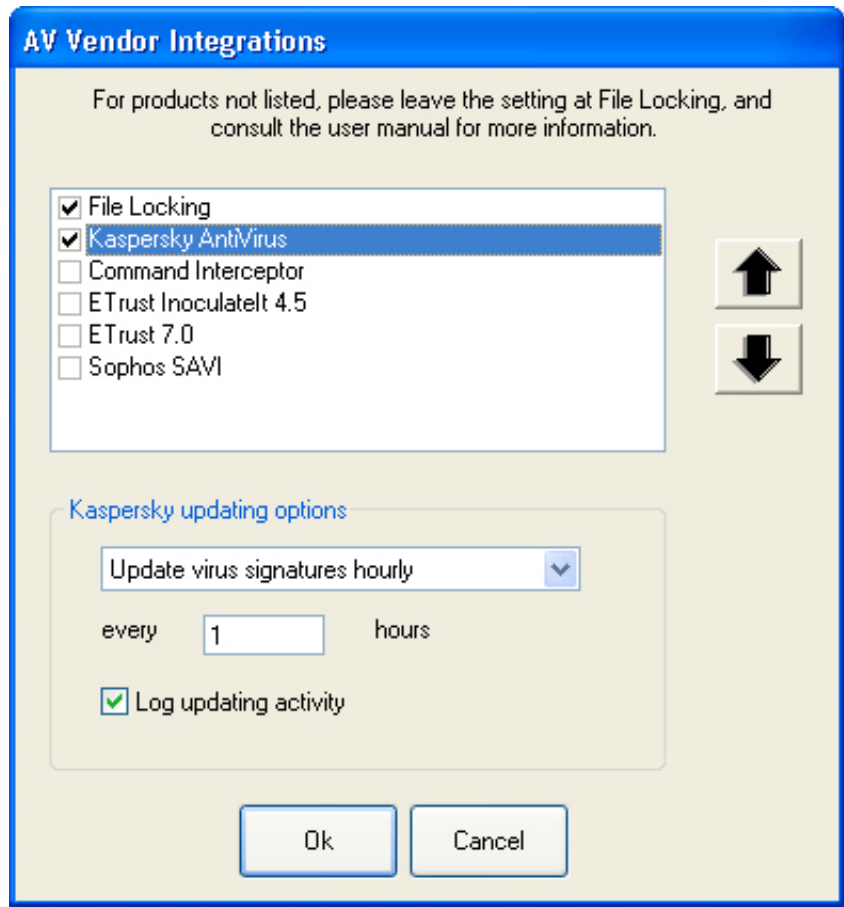 AV Vendor Integrations
For products not listed, please leave the setting at File Locking, and
consult the user manual for more information.
File Locking
Kaspersky AntiVirus
Command Interceptor
ETrust InoculateIt 4.5
ETrust 7.0
Sophos SAVI
Kaspersky updating options
Update virus signatures hourly
every 1 hours
Log updating activity
Ok Cancel